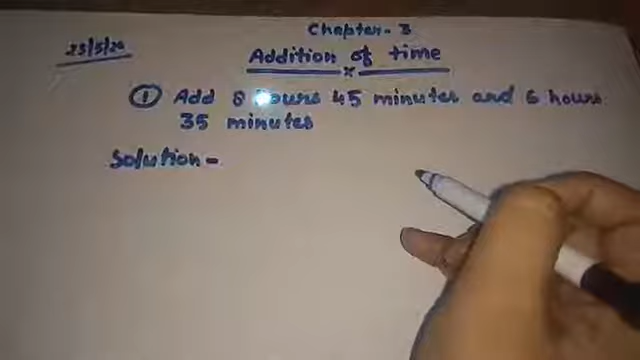 Chapter - 3
23/5/20
Addition of time
① Add 8 hours 45 minutes and 6 hours
35 minutes
Solution -